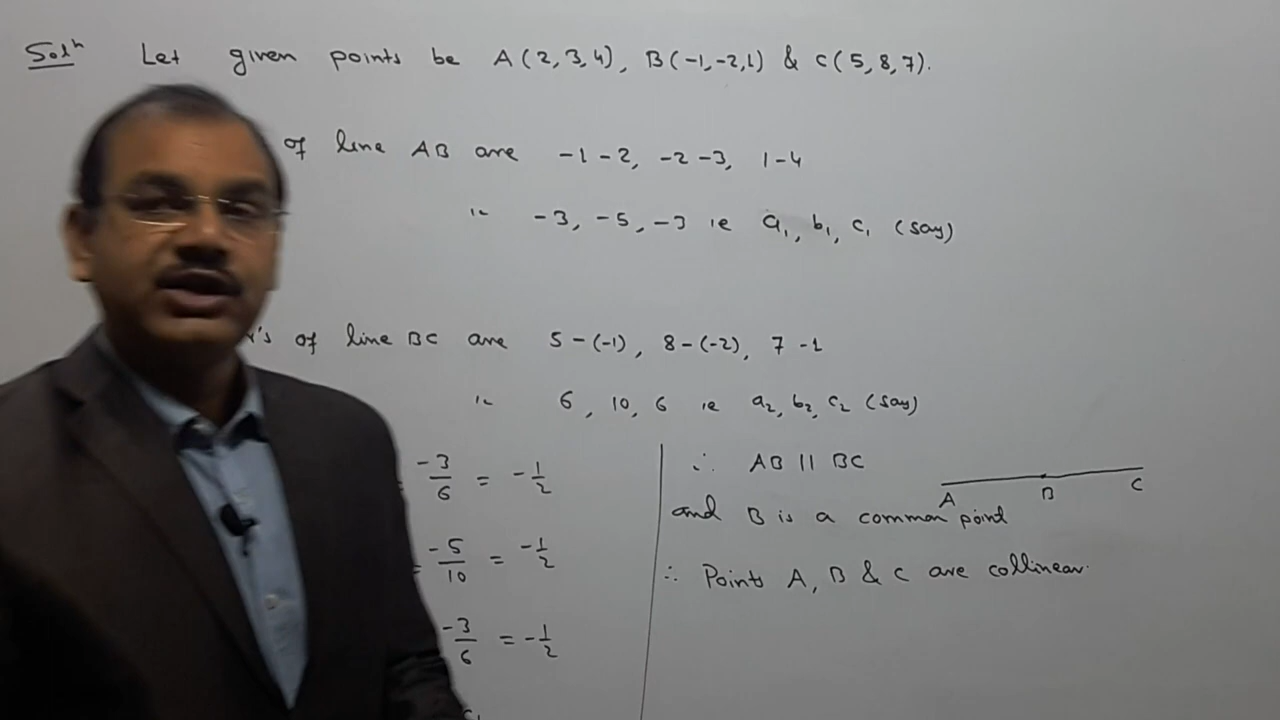 Solⁿ Let given points be A(2,3,4), B(-1,-2,1) & C(5,8,7).
of line AB are -1-2, -2-3, 1-4
" -3, -5, -3 ie a₁, b₁, c₁ (say)
r's of line BC are 5-(-1), 8-(-2), 7-1
" 6, 10, 6 ie a₂, b₂, c₂ (say)
= -3/6 = -1/2
= -5/10 = -1/2
-3/6 = -1/2
∴ AB || BC
A B C
and B is a common point
∴ Points A, B & C are collinear.